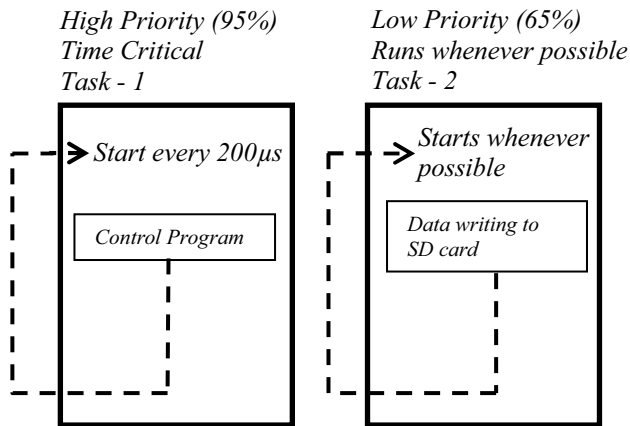 High Priority (95%)
Time Critical
Task - 1
Start every 200µs
Control Program
Low Priority (65%)
Runs whenever possible
Task - 2
Starts whenever
possible
Data writing to
SD card